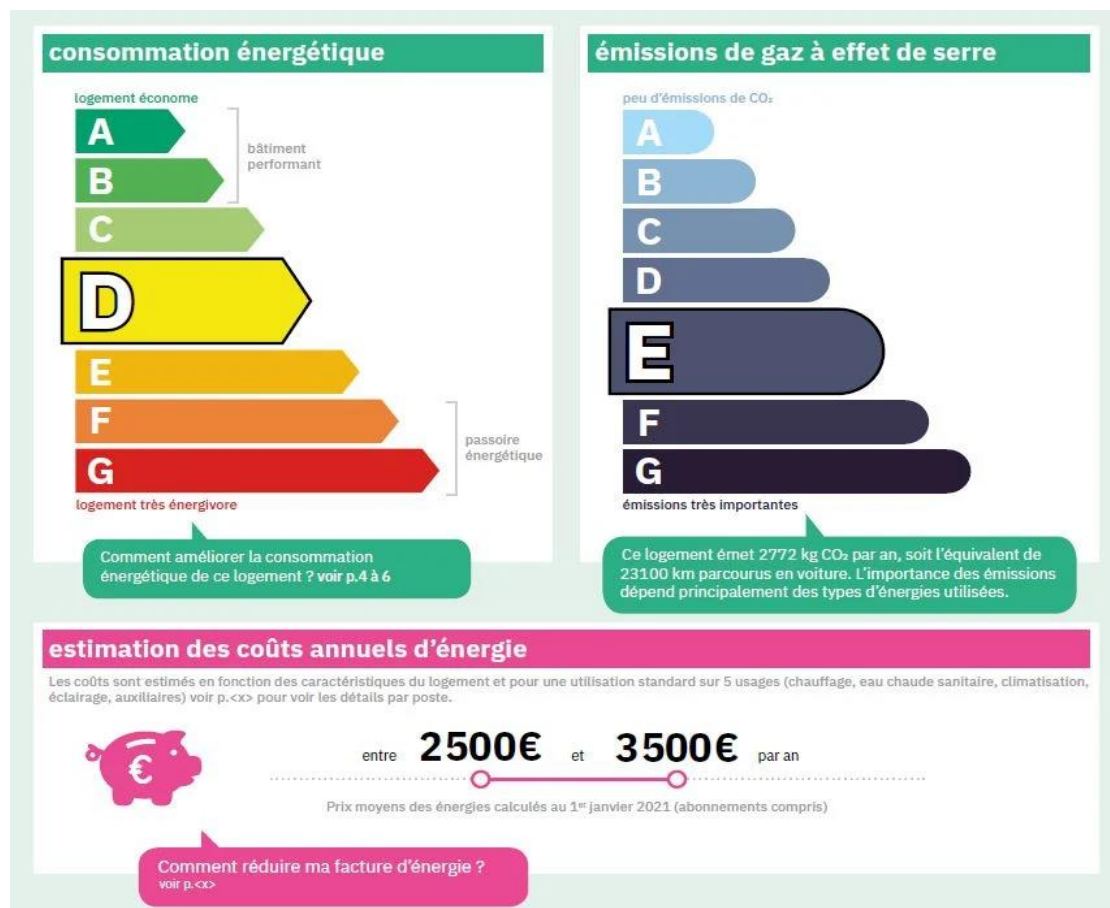 consommation énergétique
logement économe
A
B
bâtiment
performant
C
D
E
F
G
passoire
énergétique
logement très énergivore
Comment améliorer la consommation
énergétique de ce logement ? voir p.4 à 6
émissions de gaz à effet de serre
peu d'émissions de CO₂
A
B
C
D
E
F
G
émissions très importantes
Ce logement émet 2772 kg CO₂ par an, soit l'équivalent de
23100 km parcourus en voiture. L'importance des émissions
dépend principalement des types d'énergies utilisées.
estimation des coûts annuels d'énergie
Les coûts sont estimés en fonction des caractéristiques du logement et pour une utilisation standard sur 5 usages (chauffage, eau chaude sanitaire, climatisation,
éclairage, auxiliaires) voir p.<x> pour voir les détails par poste.
€
entre 2500€ et 3500€ par an
Prix moyens des énergies calculés au 1er janvier 2021 (abonnements compris)
Comment réduire ma facture d'énergie ?
voir p.<x>